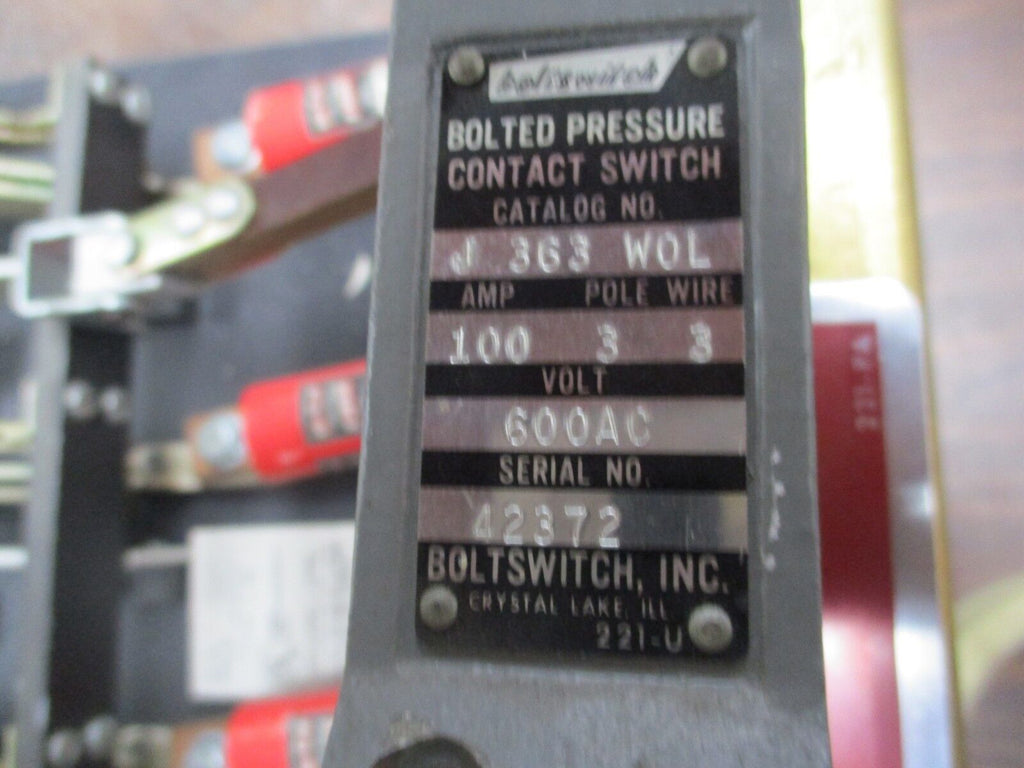 boltswitch
BOLTED PRESSURE
CONTACT SWITCH
CATALOG NO.
J 363 WOL
AMP POLE WIRE
100 3 3
VOLT
600AC
SERIAL NO.
42372
BOLTSWITCH, INC.
CRYSTAL LAKE, ILL.
221-U